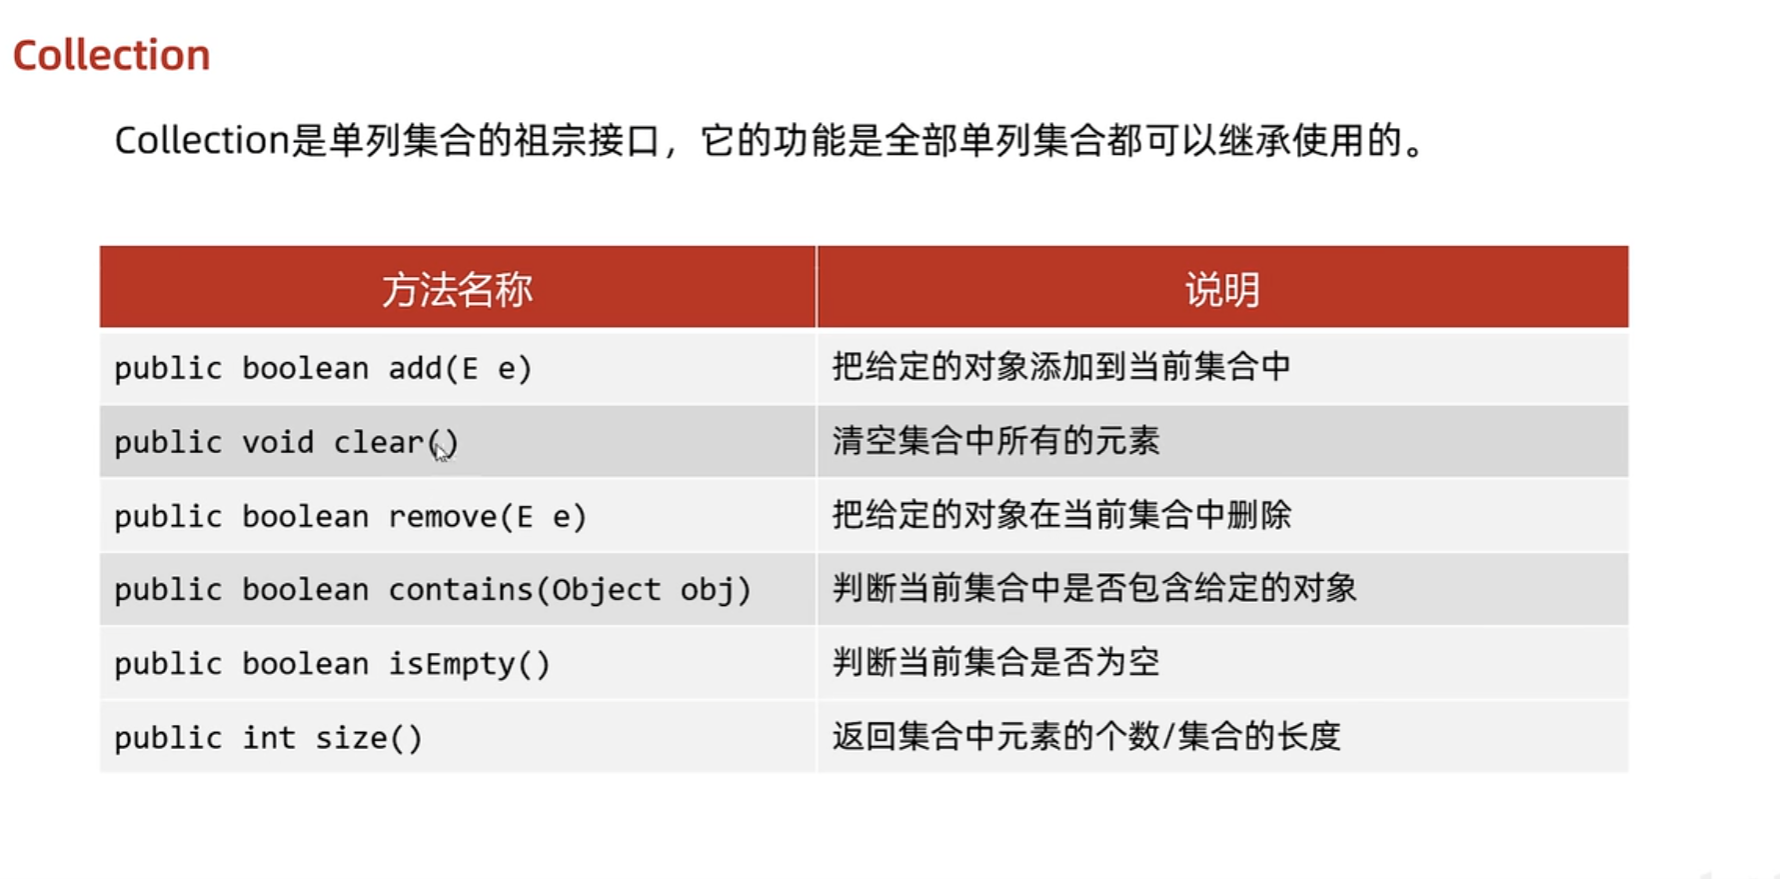 Collection
Collection是单列集合的祖宗接口，它的功能是全部单列集合都可以继承使用的。
方法名称 说明
public boolean add(E e) 把给定的对象添加到当前集合中
public void clear() 清空集合中所有的元素
public boolean remove(E e) 把给定的对象在当前集合中删除
public boolean contains(Object obj) 判断当前集合中是否包含给定的对象
public boolean isEmpty() 判断当前集合是否为空
public int size() 返回集合中元素的个数/集合的长度